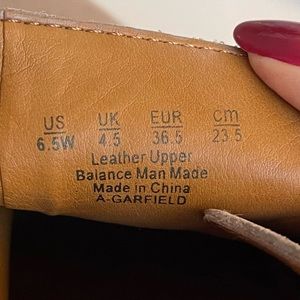 US UK EUR cm
6.5W 4.5 36.5 23.5
Leather Upper
Balance Man Made
Made in China
A-GARFIELD